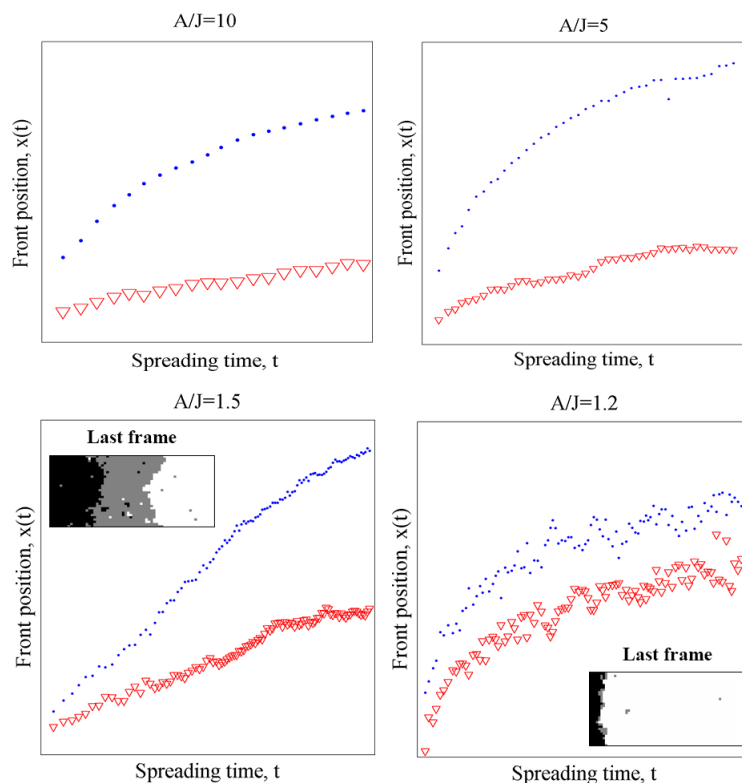 A/J=10
Front position, x(t)
Spreading time, t
A/J=5
Front position, x(t)
Spreading time, t
A/J=1.5
Last frame
Front position, x(t)
Spreading time, t
A/J=1.2
Front position, x(t)
Last frame
Spreading time, t